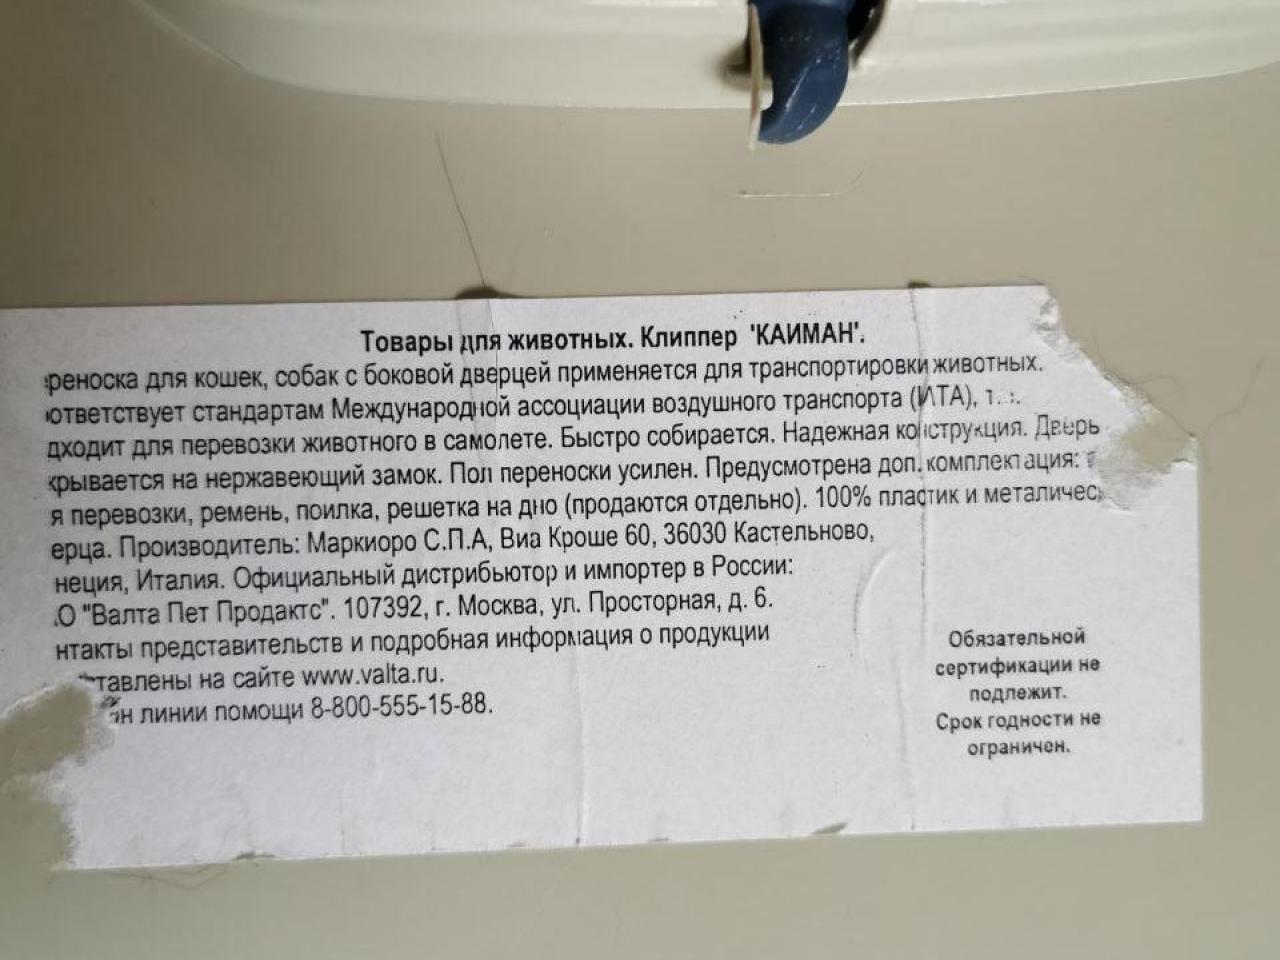 Товары для животных. Клиппер 'КАИМАН'.
реноска для кошек, собак с боковой дверцей применяется для транспортировки животных.
ответствует стандартам Международной ассоциации воздушного транспорта (ИТА), т.
дходит для перевозки животного в самолете. Быстро собирается. Надежная конструкция. Дверь
крывается на нержавеющий замок. Пол переноски усилен. Предусмотрена доп. комплектация:
я перевозки, ремень, поилка, решетка на дно (продаются отдельно). 100% пластик и металичес
ерца. Производитель: Маркиоро С.П.А, Виа Кроше 60, 36030 Кастельново,
неция, Италия. Официальный дистрибьютор и импортер в России:
О "Валта Пет Продактс". 107392, г. Москва, ул. Просторная, д. 6.
нтакты представительств и подробная информация о продукции
тавлены на сайте www.valta.ru.
н линии помощи 8-800-555-15-88.
Обязательной
сертификации не
подлежит.
Срок годности не
ограничен.